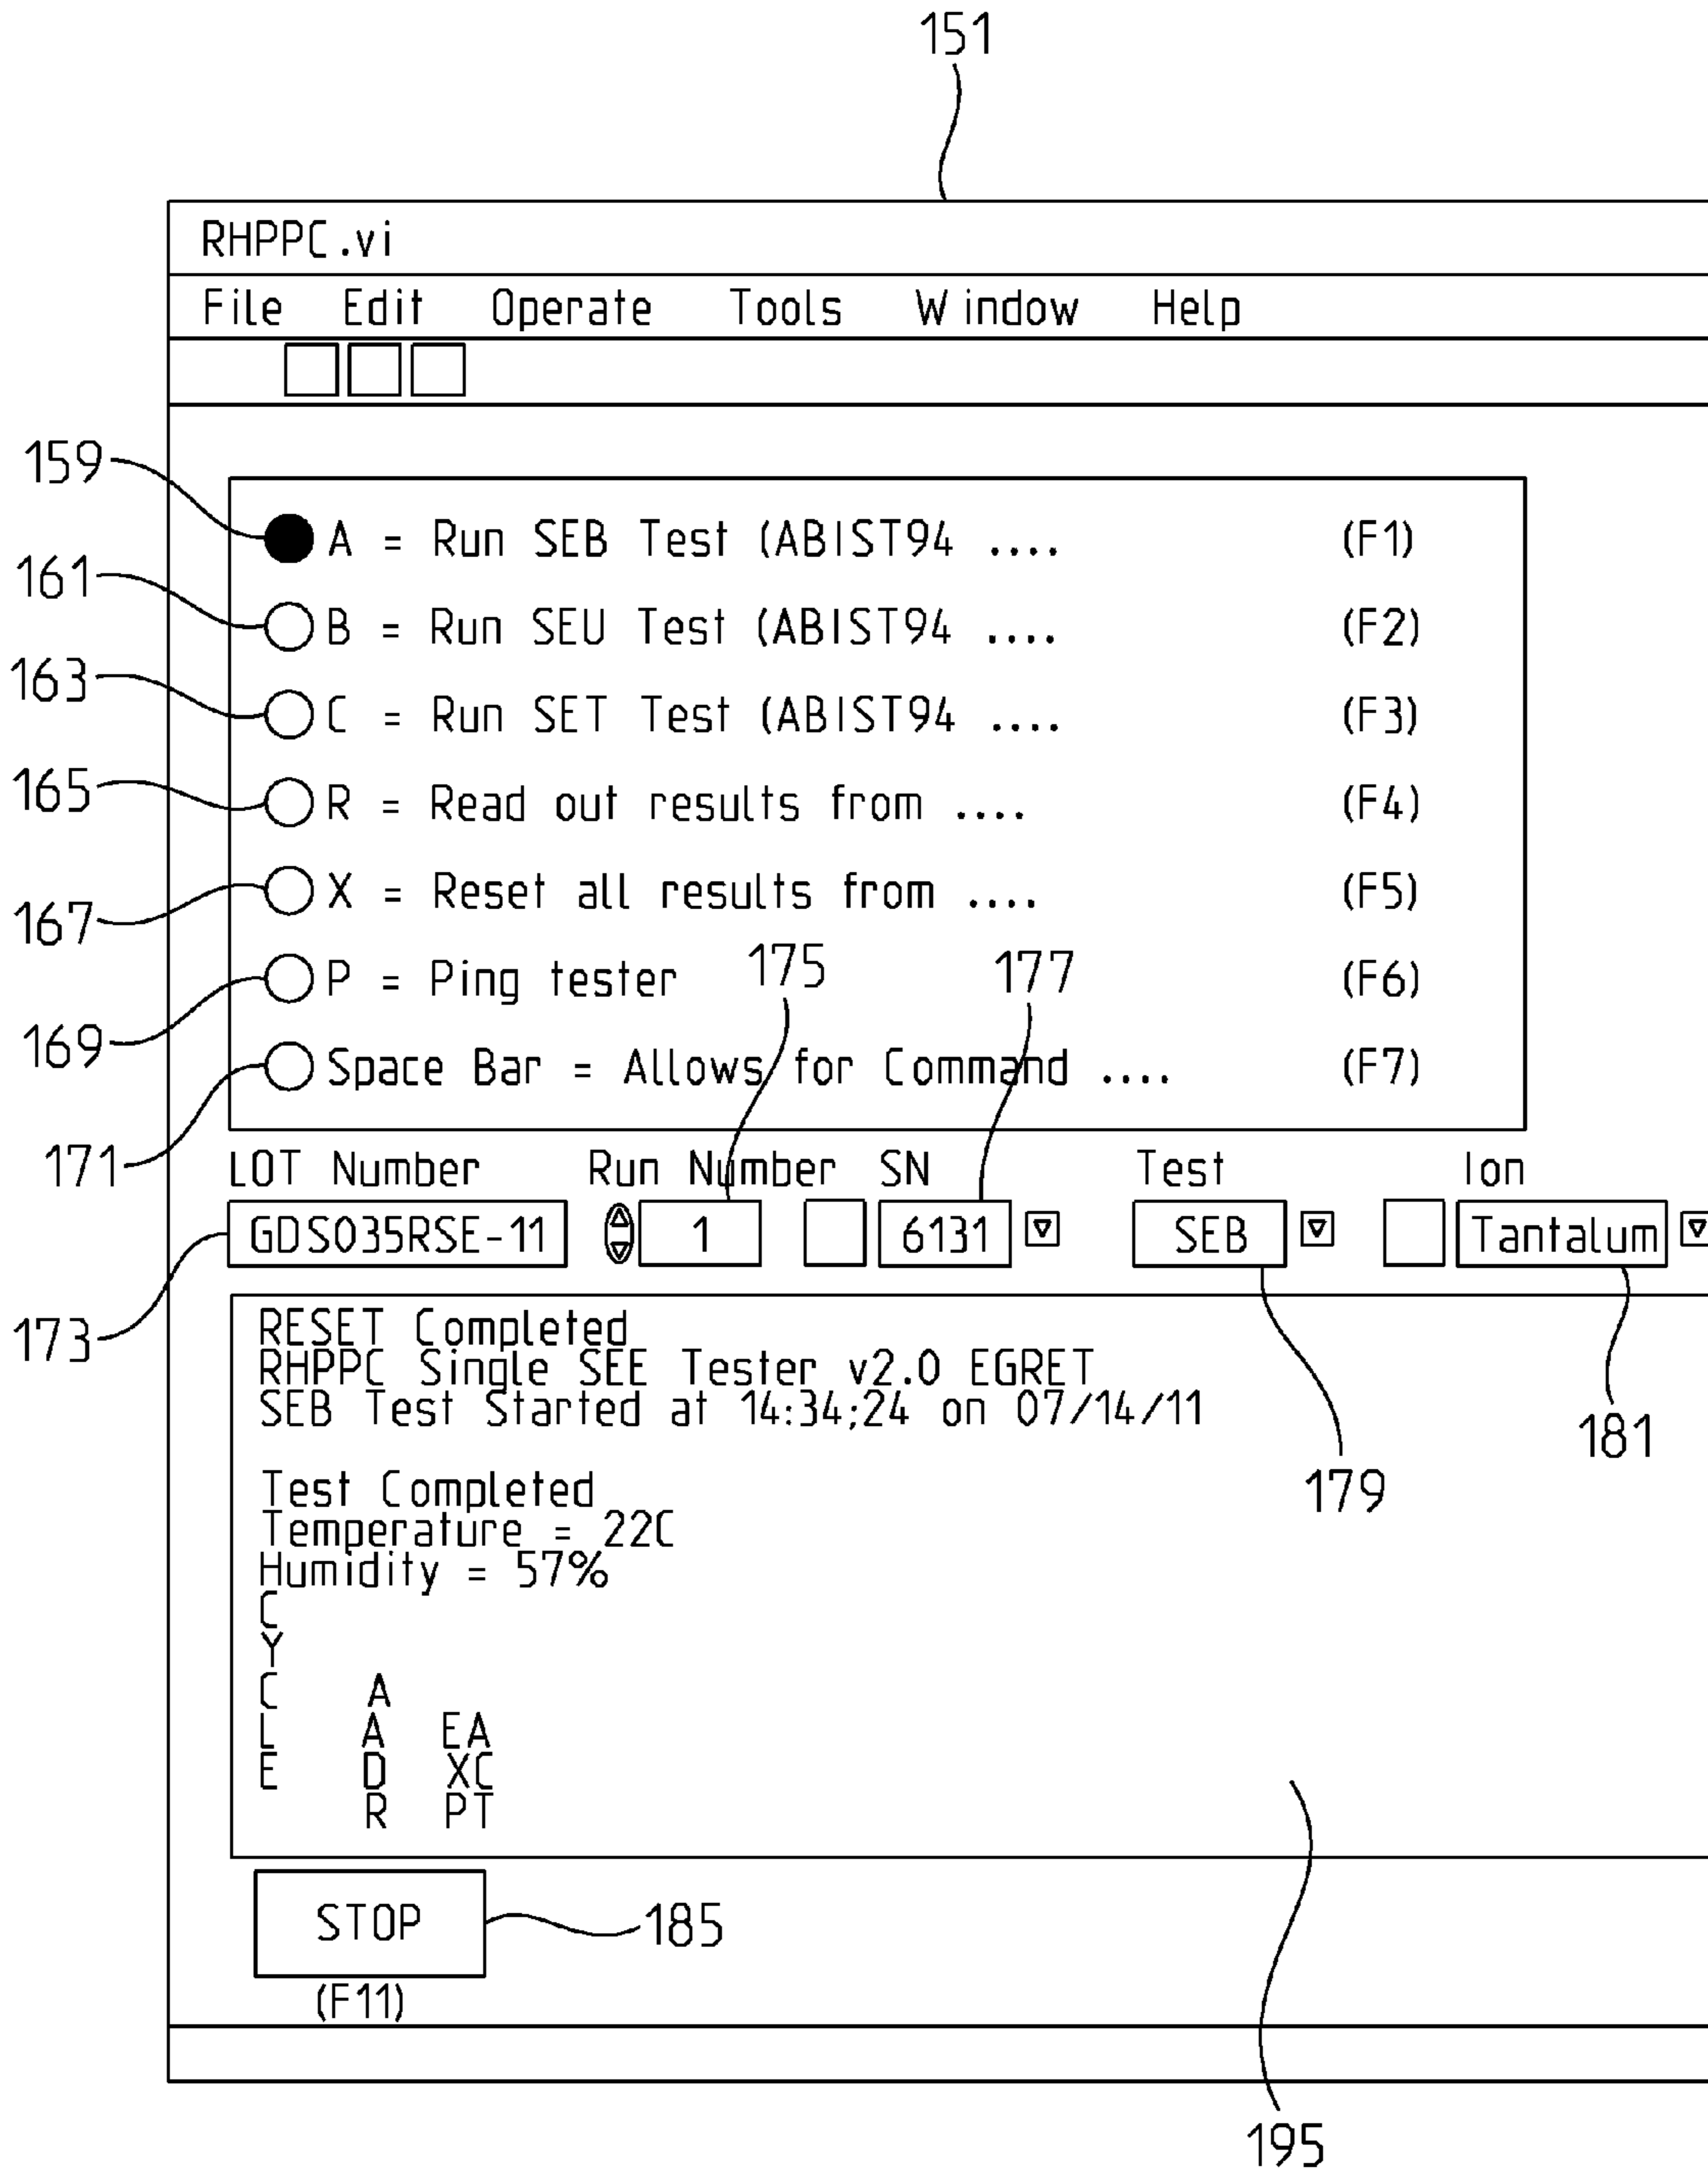 151
RHPPC.vi
File Edit Operate Tools Window Help
159
A = Run SEB Test (ABIST94 .... (F1)
161
B = Run SEU Test (ABIST94 .... (F2)
163
C = Run SET Test (ABIST94 .... (F3)
165
R = Read out results from .... (F4)
167
X = Reset all results from .... (F5)
175 177
169
P = Ping tester (F6)
171
Space Bar = Allows for Command .... (F7)
LOT Number Run Number SN Test Ion
GDS035RSE-11 1 6131 SEB Tantalum
173
RESET Completed
RHPPC Single SEE Tester v2.0 EGRET
SEB Test Started at 14:34;24 on 07/14/11
181
179
Test Completed
Temperature = 22C
Humidity = 57%
C
Y
C A
L A EA
E D XC
R PT
STOP
185
(F11)
195